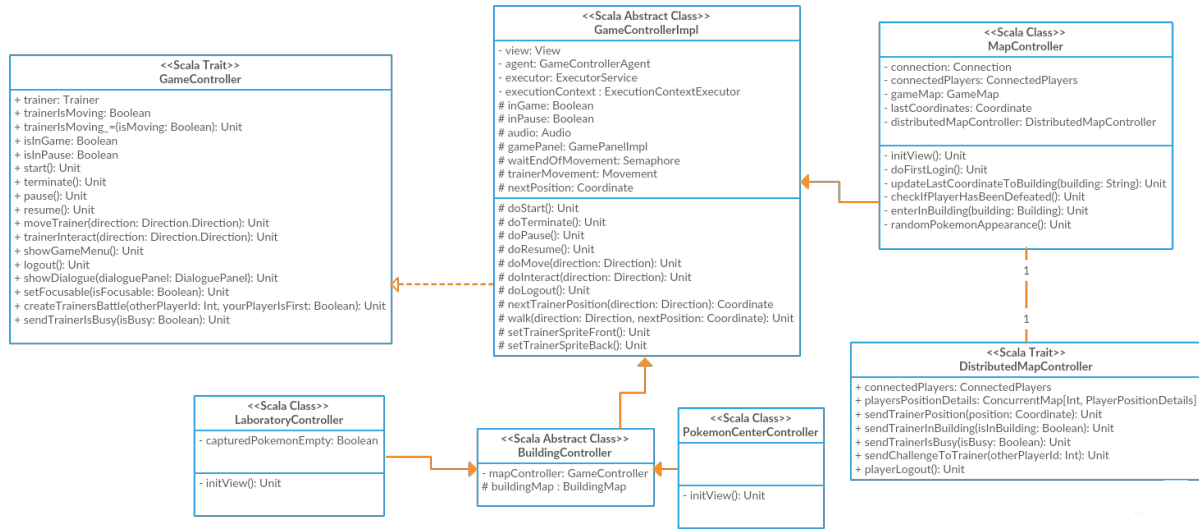 <<Scala Trait>>
GameController
+ trainer: Trainer
+ trainerIsMoving: Boolean
+ trainerIsMoving_=(isMoving: Boolean): Unit
+ isInGame: Boolean
+ isInPause: Boolean
+ start(): Unit
+ terminate(): Unit
+ pause(): Unit
+ resume(): Unit
+ moveTrainer(direction: Direction.Direction): Unit
+ trainerInteract(direction: Direction.Direction): Unit
+ showGameMenu(): Unit
+ logout(): Unit
+ showDialogue(dialoguePanel: DialoguePanel): Unit
+ setFocusable(isFocusable: Boolean): Unit
+ createTrainersBattle(otherPlayerId: Int, yourPlayerIsFirst: Boolean): Unit
+ sendTrainerIsBusy(isBusy: Boolean): Unit
<<Scala Abstract Class>>
GameControllerImpl
- view: View
- agent: GameControllerAgent
- executor: ExecutorService
- executionContext : ExecutionContextExecutor
# inGame: Boolean
# inPause: Boolean
# audio: Audio
# gamePanel: GamePanelImpl
# waitEndOfMovement: Semaphore
# trainerMovement: Movement
# nextPosition: Coordinate
# doStart(): Unit
# doTerminate(): Unit
# doPause(): Unit
# doResume(): Unit
# doMove(direction: Direction): Unit
# doInteract(direction: Direction): Unit
# doLogout(): Unit
# nextTrainerPosition(direction: Direction): Coordinate
# walk(direction: Direction, nextPosition: Coordinate): Unit
# setTrainerSpriteFront(): Unit
# setTrainerSpriteBack(): Unit
<<Scala Class>>
MapController
- connection: Connection
- connectedPlayers: ConnectedPlayers
- gameMap: GameMap
- lastCoordinates: Coordinate
- distributedMapController: DistributedMapController
- initView(): Unit
- doFirstLogin(): Unit
- updateLastCoordinateToBuilding(building: String): Unit
- checkIfPlayerHasBeenDefeated(): Unit
- enterInBuilding(building: Building): Unit
- randomPokemonAppearance(): Unit
1
1
<<Scala Trait>>
DistributedMapController
+ connectedPlayers: ConnectedPlayers
+ playersPositionDetails: ConcurrentMap[Int, PlayerPositionDetails]
+ sendTrainerPosition(position: Coordinate): Unit
+ sendTrainerInBuilding(isInBuilding: Boolean): Unit
+ sendTrainerIsBusy(isBusy: Boolean): Unit
+ sendChallengeToTrainer(otherPlayerId: Int): Unit
+ playerLogout(): Unit
<<Scala Class>>
LaboratoryController
- capturedPokemonEmpty: Boolean
- initView(): Unit
<<Scala Abstract Class>>
BuildingController
- mapController: GameController
# buildingMap : BuildingMap
<<Scala Class>>
PokemonCenterController
- initView(): Unit